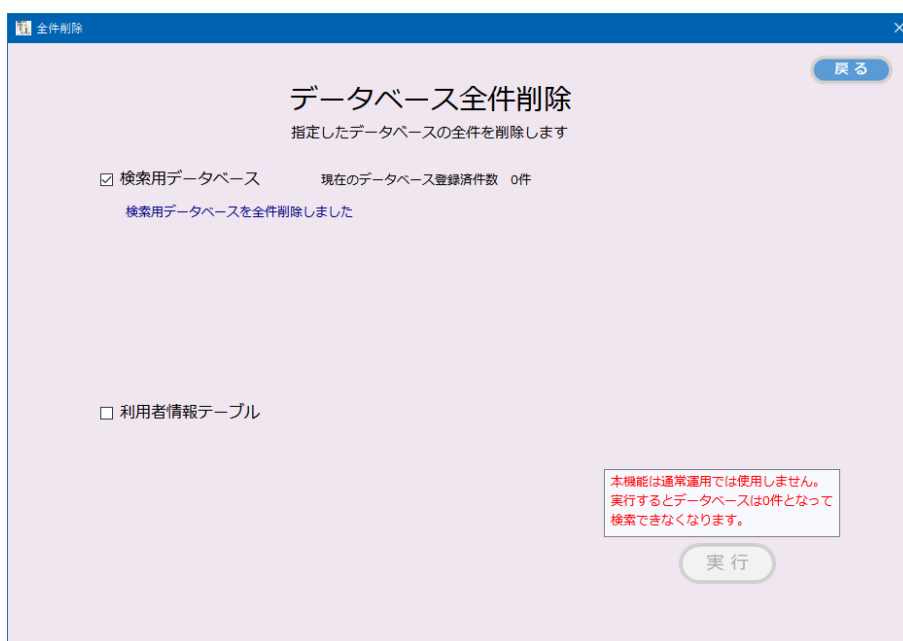 全件削除
戻る
データベース全件削除
指定したデータベースの全件を削除します
検索用データベース 現在のデータベース登録済件数 0件
検索用データベースを全件削除しました
利用者情報テーブル
本機能は通常運用では使用しません。
実行するとデータベースは0件となって
検索できなくなります。
実行